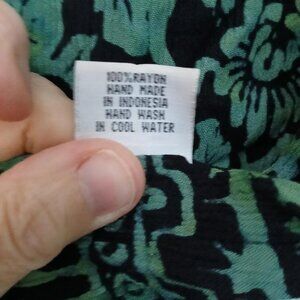 100%RAYON
HAND MADE
IN INDONESIA
HAND WASH
IN COOL WATER